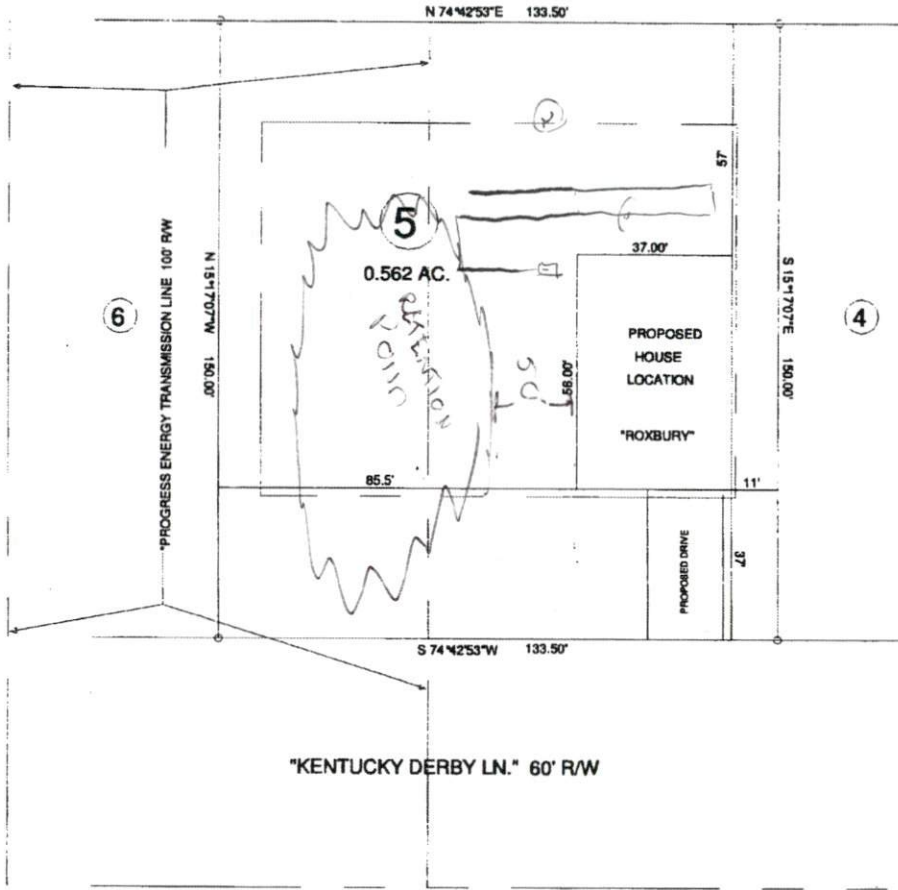 N 74°42'53"E 133.50'
57'
5
37.00'
0.562 AC.
RETENTION
POND
50'
58.00'
PROPOSED
HOUSE
LOCATION
"ROXBURY"
6
4
"PROGRESS ENERGY TRANSMISSION LINE 100' R/W
N 15°17'07"W 150.00'
S 15°17'07"E 150.00'
85.5'
11'
PROPOSED DRIVE
37'
S 74°42'53"W 133.50'
"KENTUCKY DERBY LN." 60' R/W